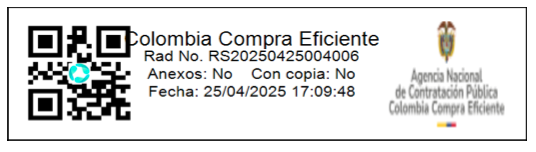 Colombia Compra Eficiente
Rad No. RS20250425004006
Anexos: No Con copia: No
Fecha: 25/04/2025 17:09:48
Agencia Nacional
de Contratación Pública
Colombia Compra Eficiente